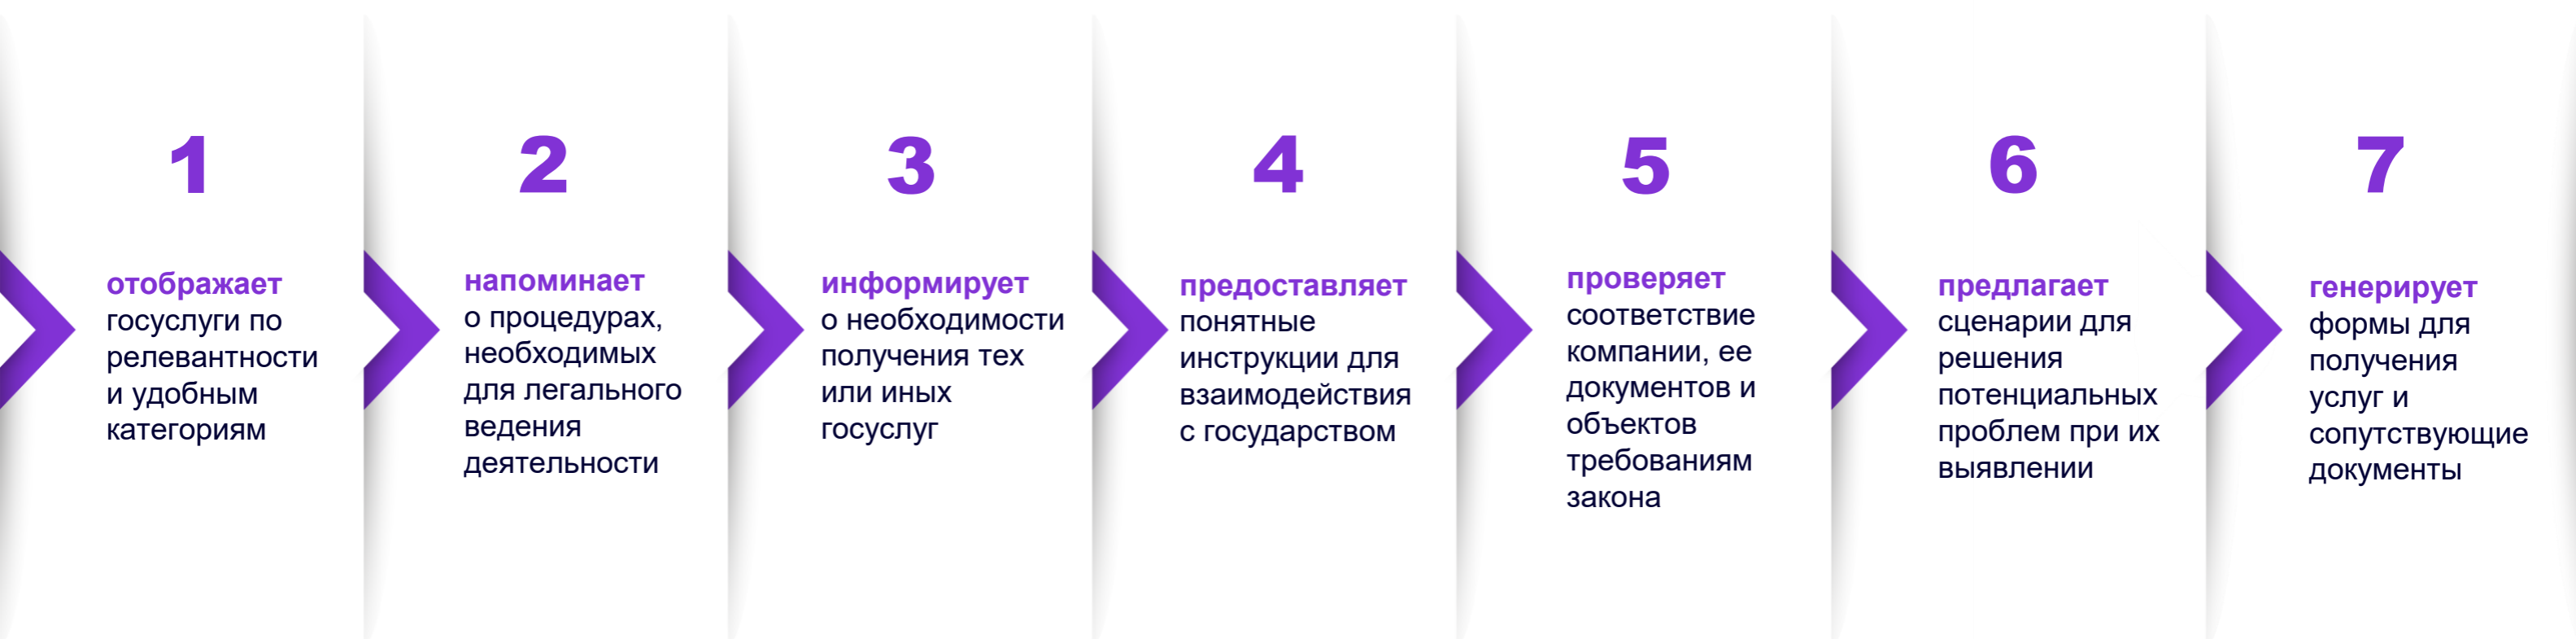 1
отображает
госуслуги по
релевантности
и удобным
категориям
2
напоминает
о процедурах,
необходимых
для легального
ведения
деятельности
3
информирует
о необходимости
получения тех
или иных
госуслуг
4
предоставляет
понятные
инструкции для
взаимодействия
с государством
5
проверяет
соответствие
компании, ее
документов и
объектов
требованиям
закона
6
предлагает
сценарии для
решения
потенциальных
проблем при их
выявлении
7
генерирует
формы для
получения
услуг и
сопутствующие
документы